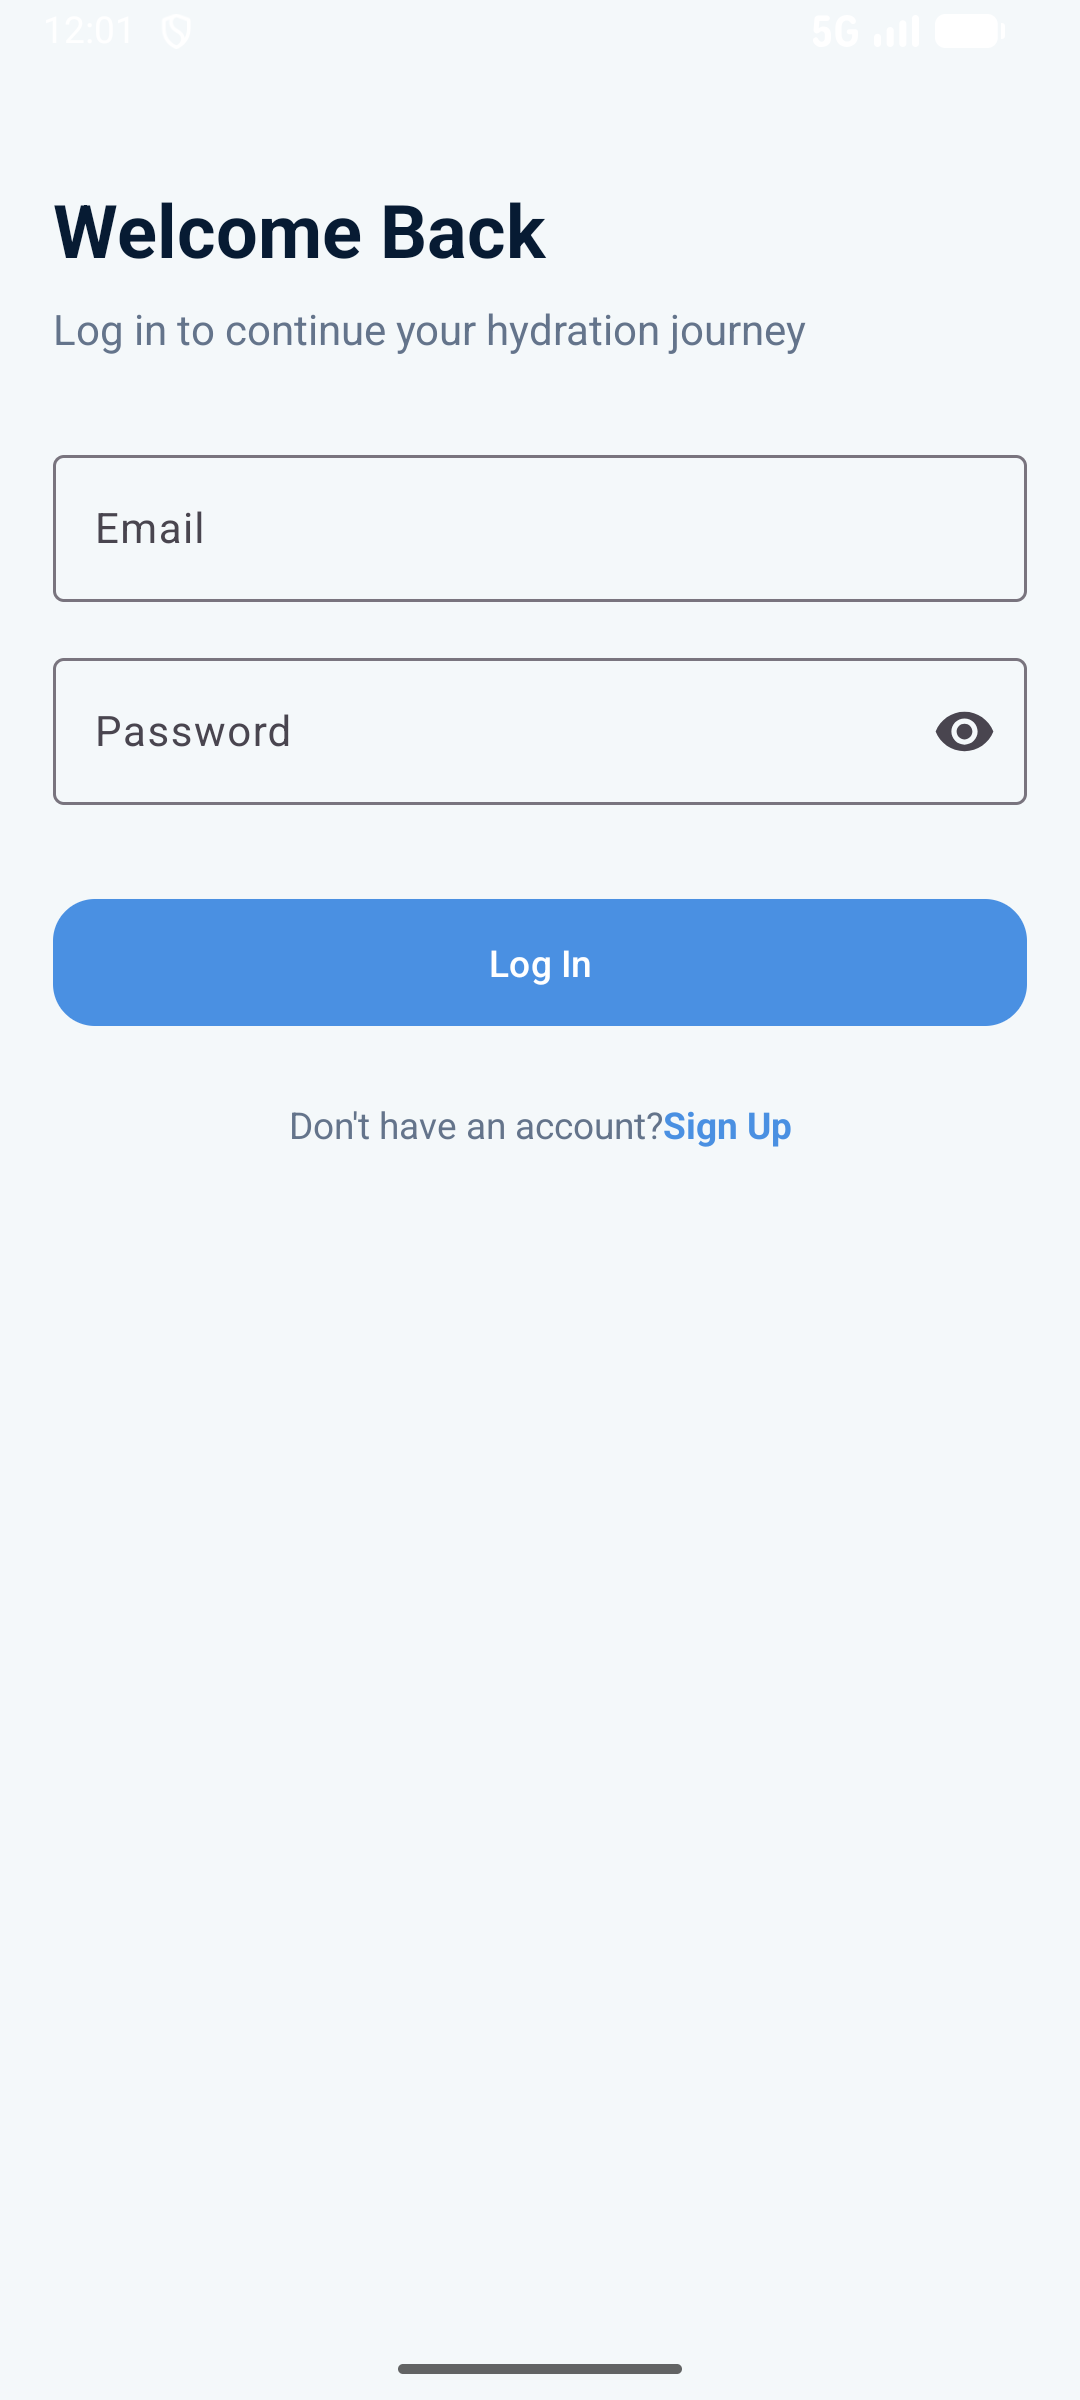 12:01 5G
Welcome Back
Log in to continue your hydration journey
Email
Password
Log In
Don't have an account?Sign Up